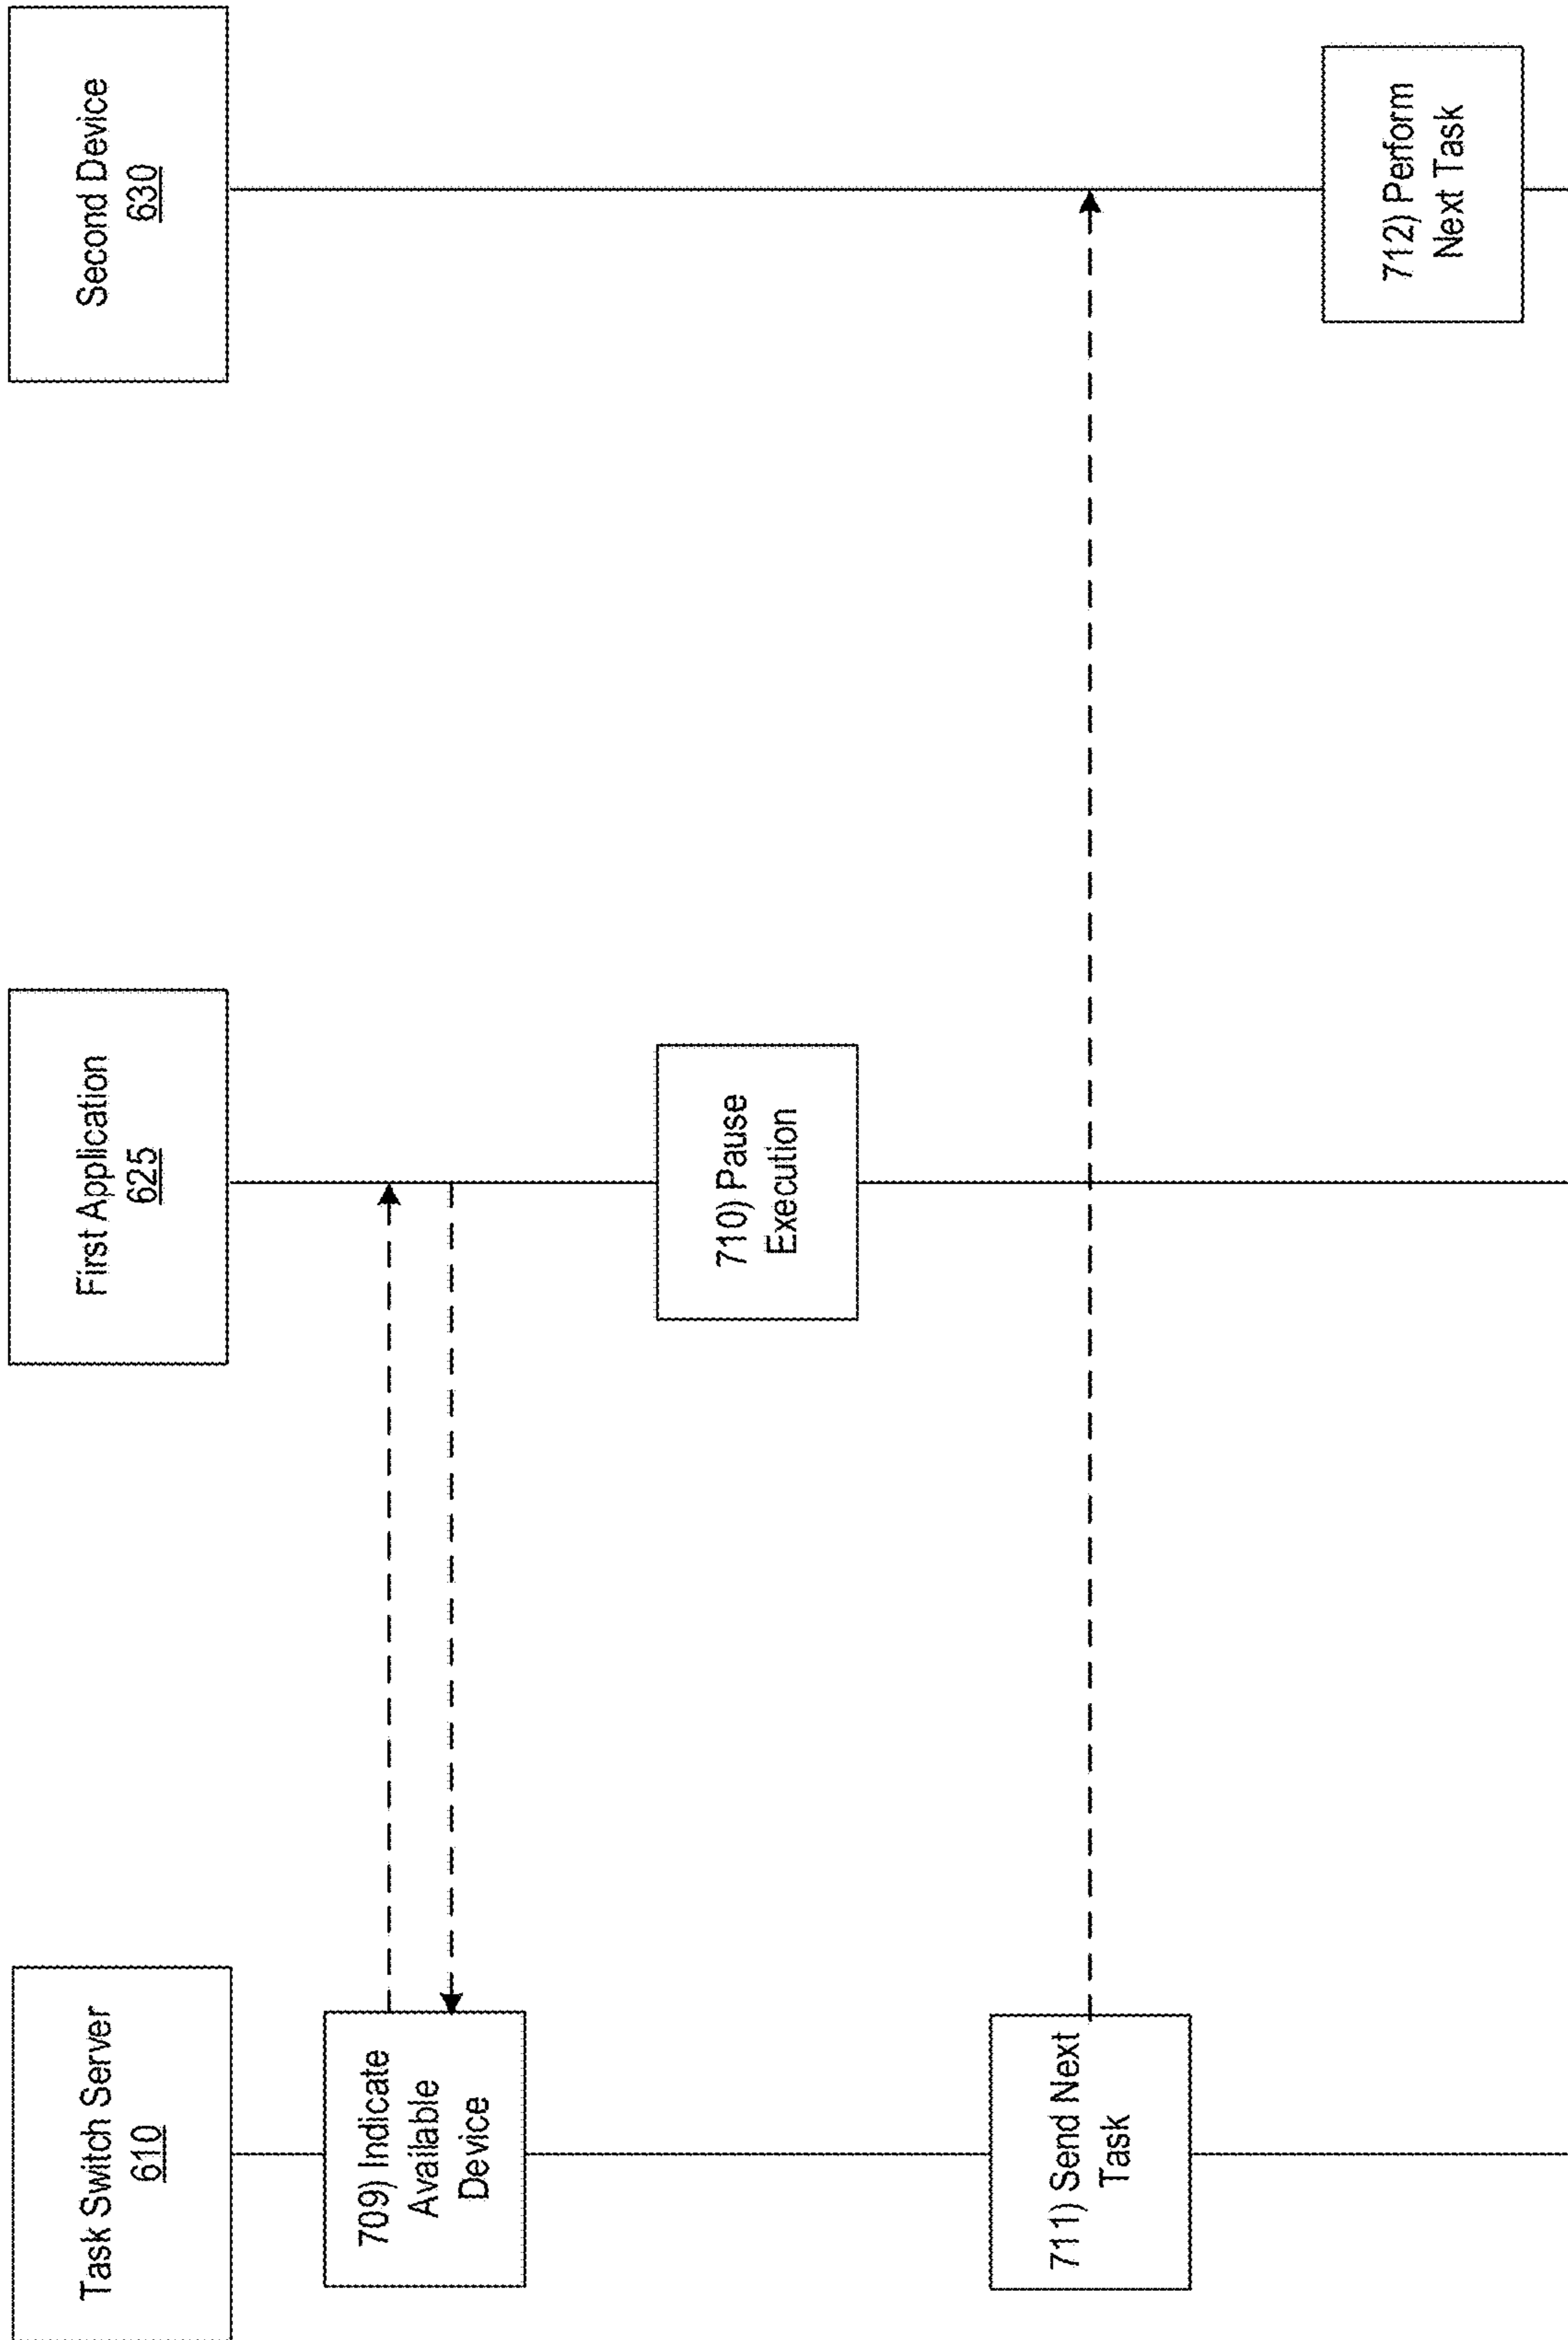 Task Switch Server
610
First Application
625
Second Device
630
709) Indicate
Available
Device
710) Pause
Execution
711) Send Next
Task
712) Perform
Next Task